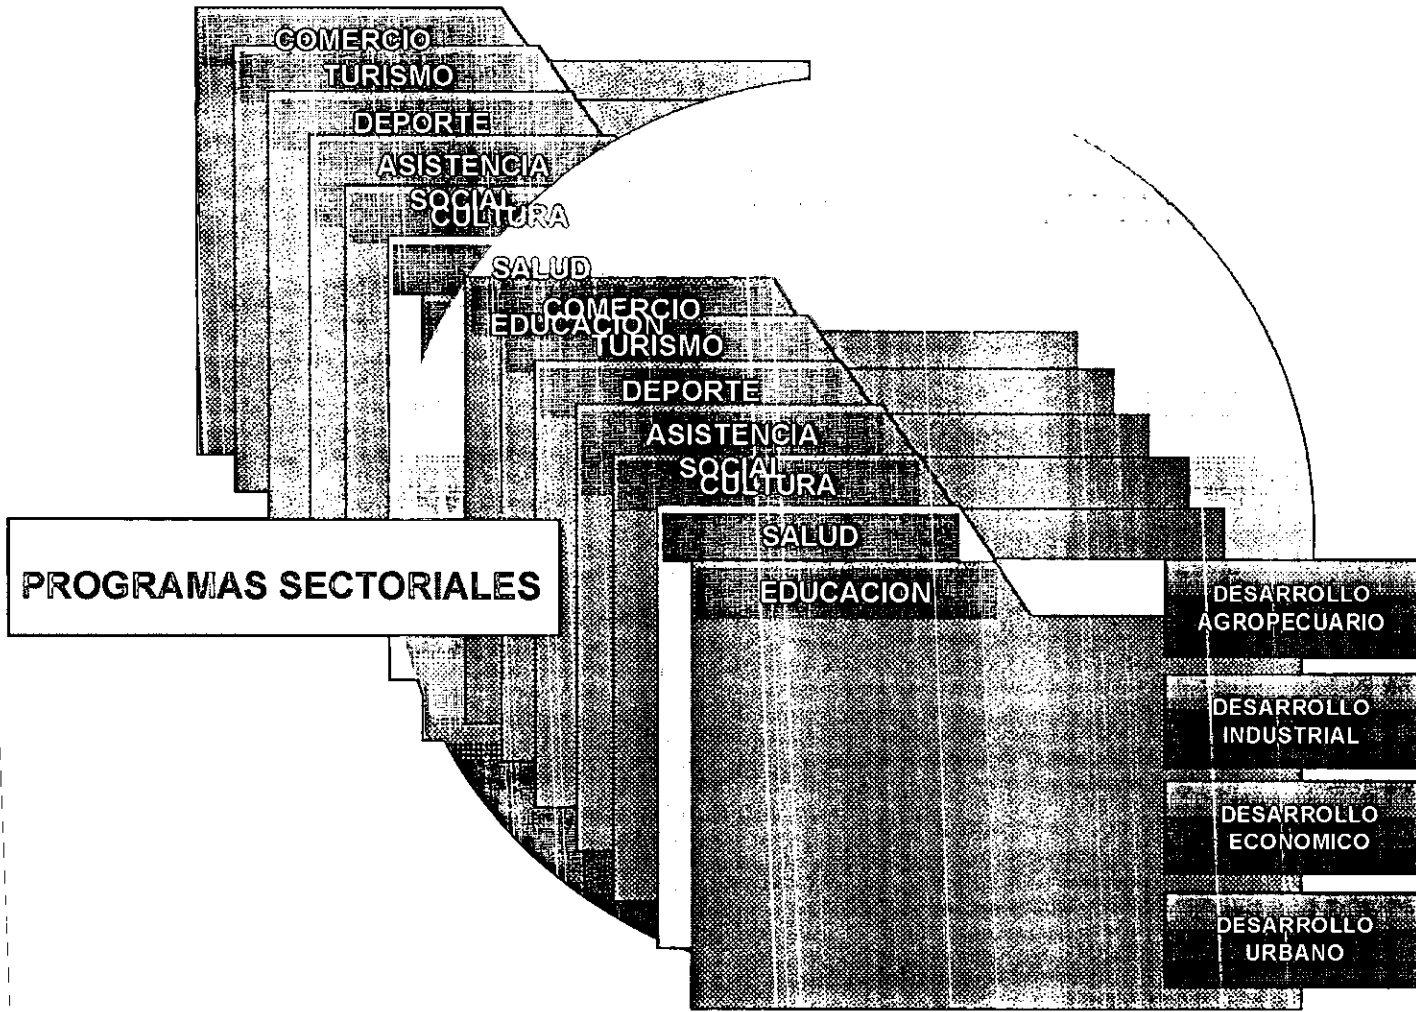 COMERCIO
TURISMO
DEPORTE
ASISTENCIA
SOCIAL
CULTURA
SALUD
EDUCACION
COMERCIO
TURISMO
DEPORTE
ASISTENCIA
SOCIAL
CULTURA
SALUD
EDUCACION
PROGRAMAS SECTORIALES
DESARROLLO
AGROPECUARIO
DESARROLLO
INDUSTRIAL
DESARROLLO
ECONOMICO
DESARROLLO
URBANO